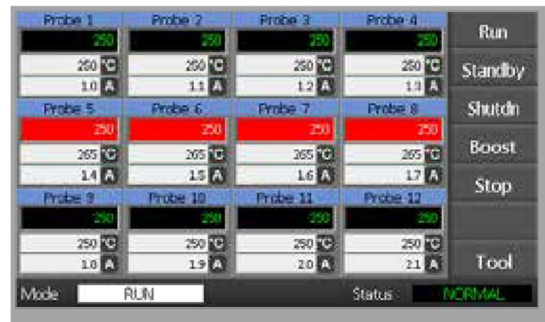 Probe 1 Probe 2 Probe 3 Probe 4 Run
250 250 250 250
250 °C 250 °C 250 °C 250 °C Standby
1.0 A 1.1 A 1.2 A 1.3 A
Probe 5 Probe 6 Probe 7 Probe 8 Shutdn
250 250 250 250
265 °C 265 °C 265 °C 265 °C Boost
1.4 A 1.5 A 1.6 A 1.7 A
Probe 9 Probe 10 Probe 11 Probe 12 Stop
250 250 250 250
250 °C 250 °C 250 °C 250 °C
1.8 A 1.9 A 2.0 A 2.1 A Tool
Mode RUN Status NORMAL